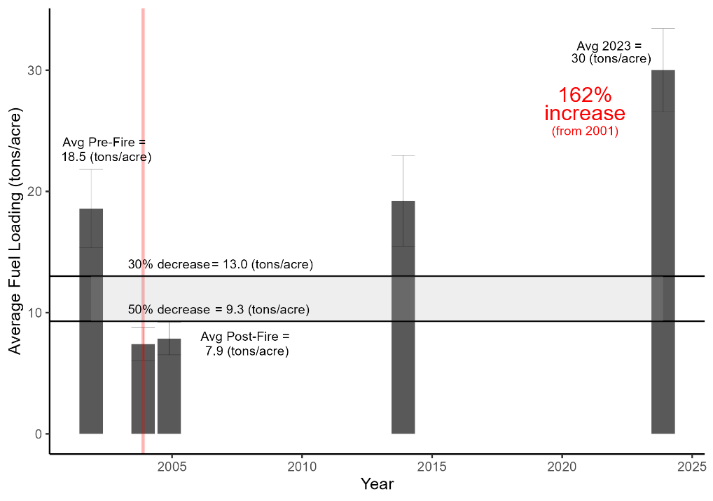 Avg 2023 =
30 (tons/acre)
162%
increase
(from 2001)
Avg Pre-Fire =
18.5 (tons/acre)
30% decrease = 13.0 (tons/acre)
50% decrease = 9.3 (tons/acre)
Avg Post-Fire =
7.9 (tons/acre)
Average Fuel Loading (tons/acre)
30
20
10
0
2005
2010
2015
2020
2025
Year